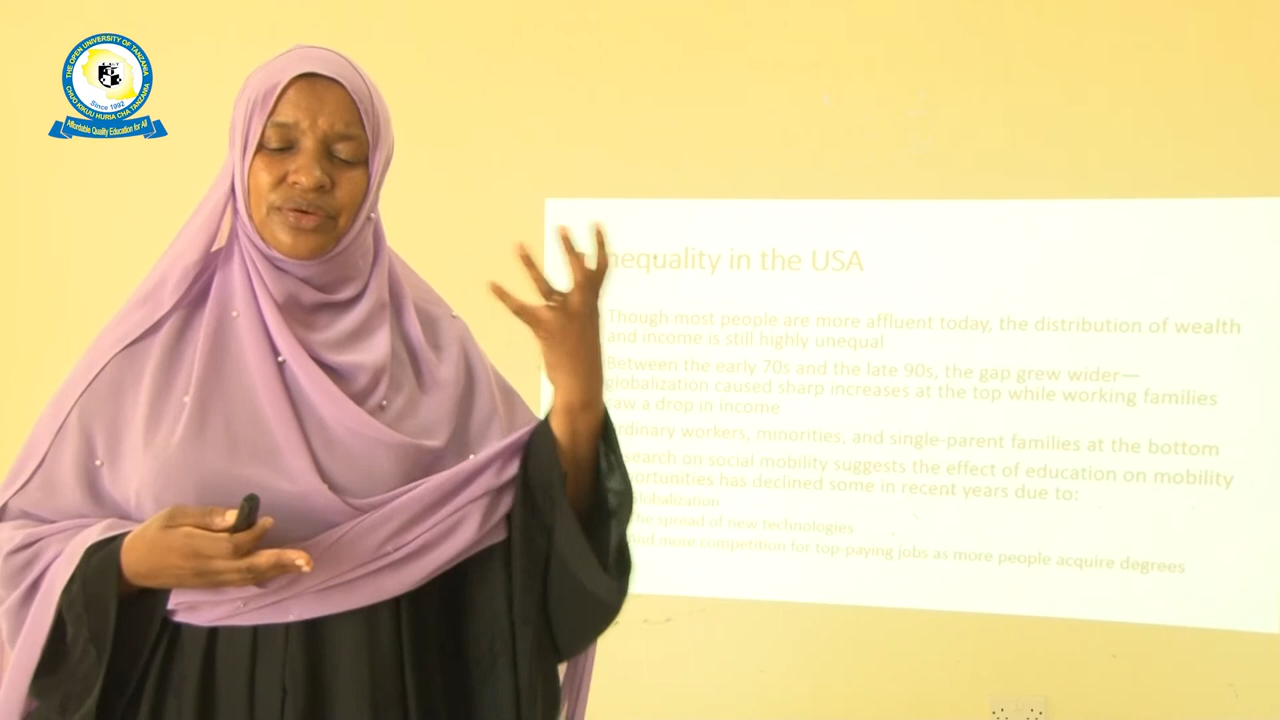 THE OPEN UNIVERSITY OF TANZANIA
Since 1992
CHUO KIKUU HURIA CHA TANZANIA
Affordable Quality Education for All
nequality in the USA
Though most people are more affluent today, the distribution of wealth
and income is still highly unequal
Between the early 70s and the late 90s, the gap grew wider—
globalization caused sharp increases at the top while working families
saw a drop in income
rdinary workers, minorities, and single-parent families at the bottom
search on social mobility suggests the effect of education on mobility
portunities has declined some in recent years due to:
Globalization
The spread of new technologies
And more competition for top-paying jobs as more people acquire degrees